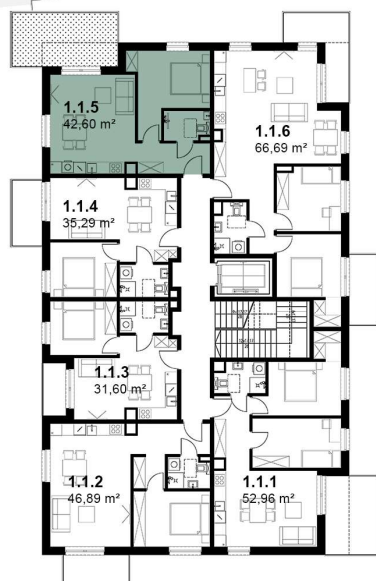 1.1.5
42,60 m²
1.1.6
66,69 m²
1.1.4
35,29 m²
1.1.3
31,60 m²
1.1.2
46,89 m²
1.1.1
52,96 m²